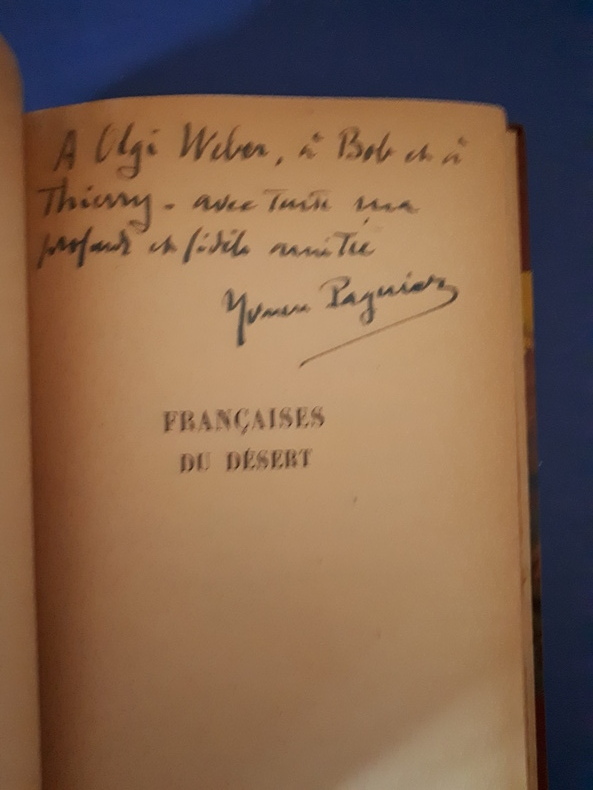 A Olgi Weber, à Bob et à
Thierry - avec toute ma
profonde et fidèle amitié
Yvonne Pagniez
FRANÇAISES
DU DÉSERT